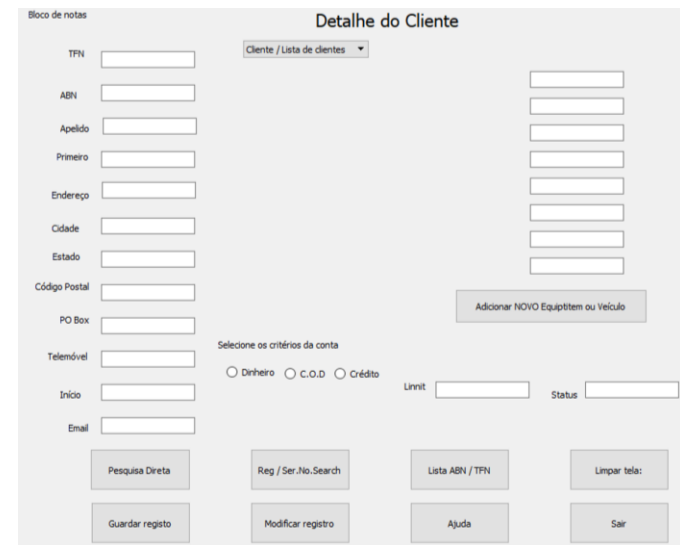 Bloco de notas
Detalhe do Cliente
TFN
Cliente / Lista de clientes
ABN
Apelido
Primeiro
Endereço
Cidade
Estado
Código Postal
Adicionar NOVO Equiptitem ou Veículo
PO Box
Selecione os critérios da conta
Telemóvel
Dinheiro C.O.D Crédito
Início
Linnit
Status
Email
Pesquisa Direta
Reg / Ser.No.Search
Lista ABN / TFN
Limpar tela:
Guardar registo
Modificar registro
Ajuda
Sair